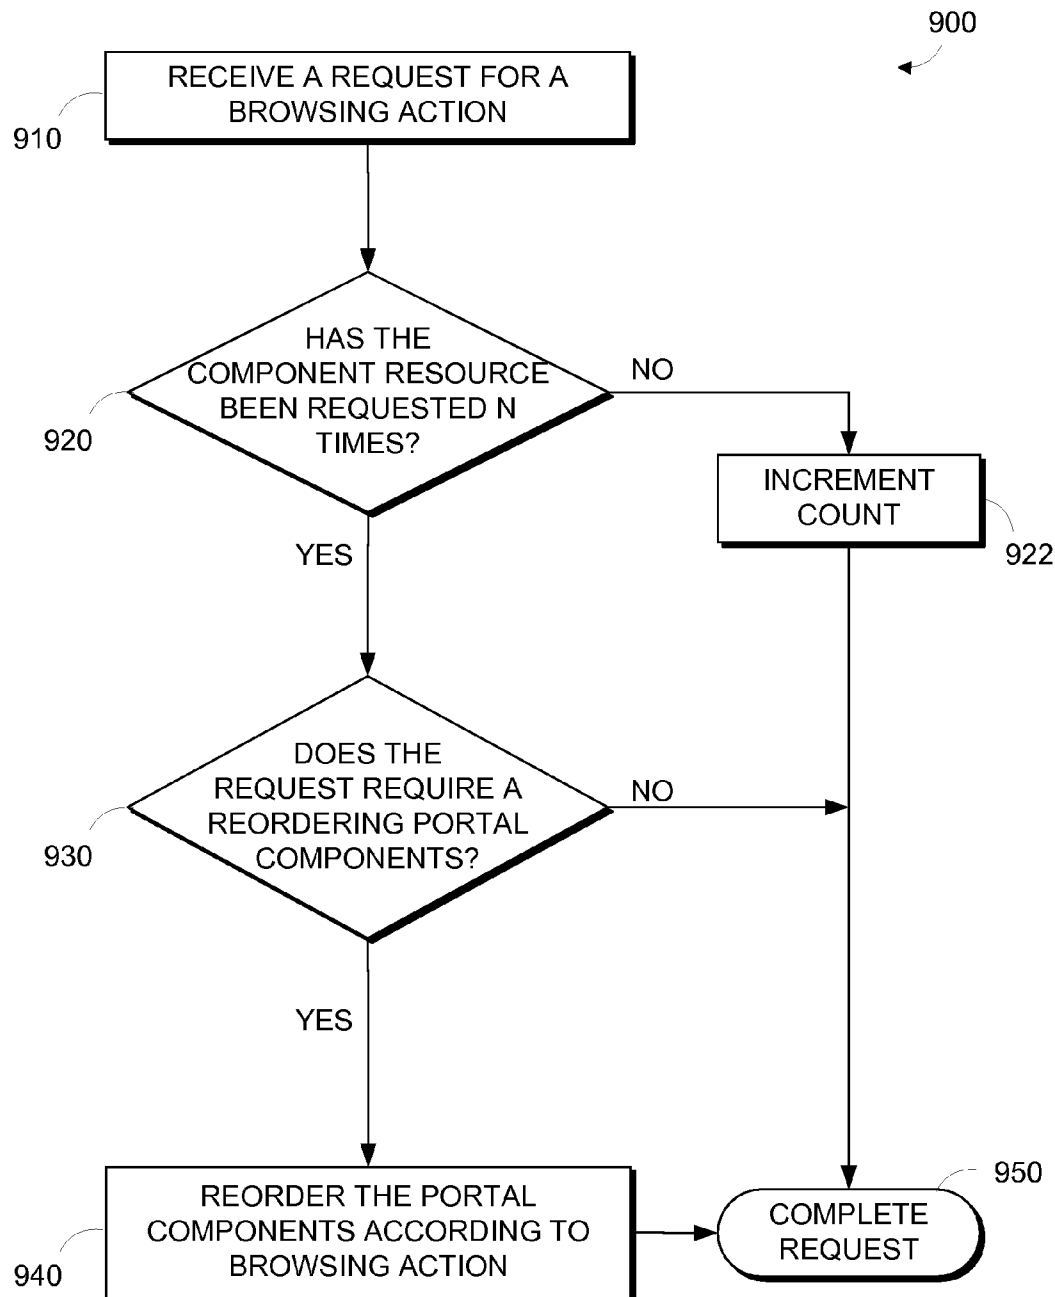 900
RECEIVE A REQUEST FOR A
BROWSING ACTION
910
HAS THE
COMPONENT RESOURCE
BEEN REQUESTED N
TIMES?
920
NO
INCREMENT
COUNT
922
YES
DOES THE
REQUEST REQUIRE A
REORDERING PORTAL
COMPONENTS?
930
NO
YES
REORDER THE PORTAL
COMPONENTS ACCORDING TO
BROWSING ACTION
940
950
COMPLETE
REQUEST